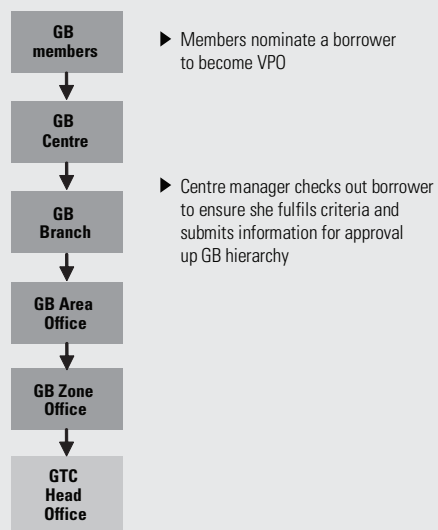 GB
members
▶ Members nominate a borrower
to become VPO
GB
Centre
▶ Centre manager checks out borrower
to ensure she fulfils criteria and
submits information for approval
up GB hierarchy
GB
Branch
GB Area
Office
GB Zone
Office
GTC
Head
Office